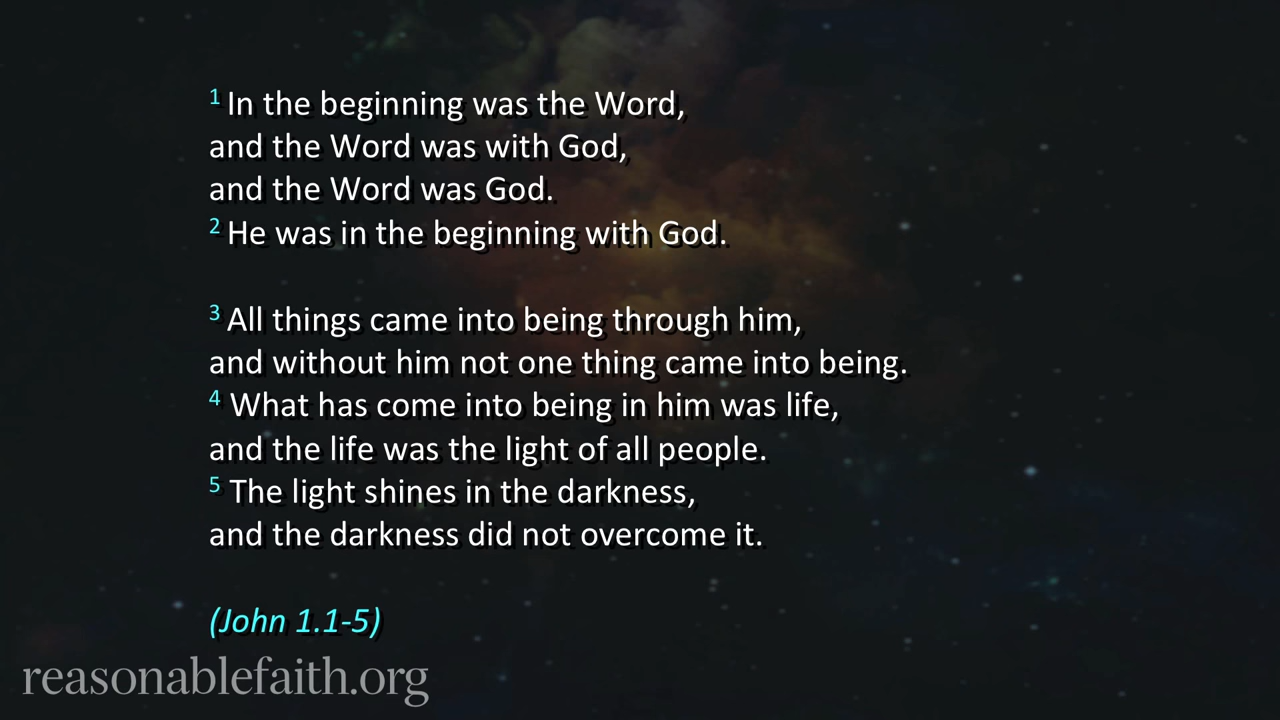 1 In the beginning was the Word,
and the Word was with God,
and the Word was God.
2 He was in the beginning with God.
3 All things came into being through him,
and without him not one thing came into being.
4 What has come into being in him was life,
and the life was the light of all people.
5 The light shines in the darkness,
and the darkness did not overcome it.
(John 1.1-5)
reasonablefaith.org